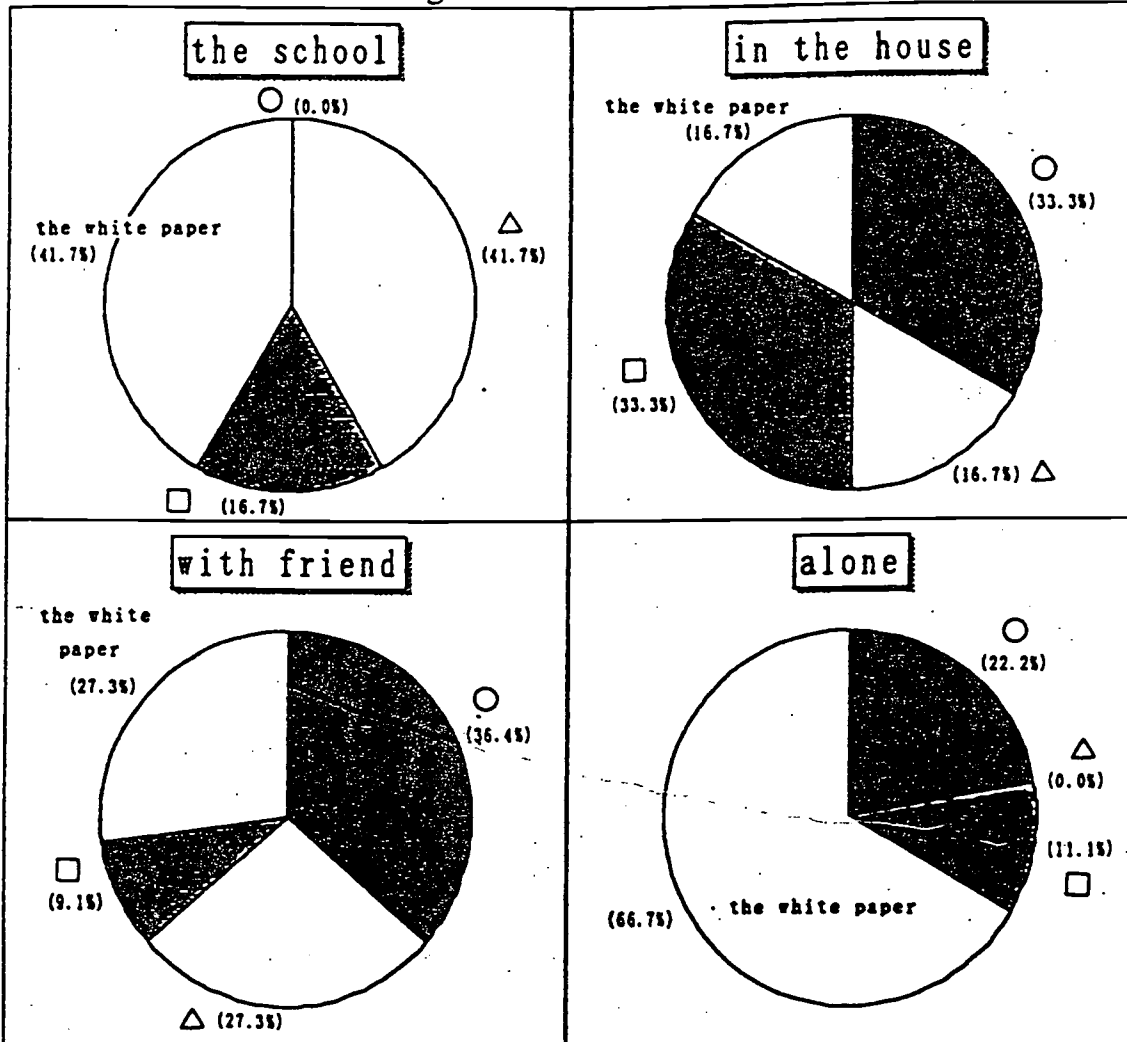 the school
○ (0.0%)
the white paper
(41.7%)
△
(41.7%)
□ (16.7%)
in the house
the white paper
(16.7%)
○
(33.3%)
□
(33.3%)
(16.7%) △
with friend
the white
paper
(27.3%)
○
(36.4%)
□
(9.1%)
△ (27.3%)
alone
○
(22.2%)
△
(0.0%)
(11.1%)
□
(66.7%)
the white paper